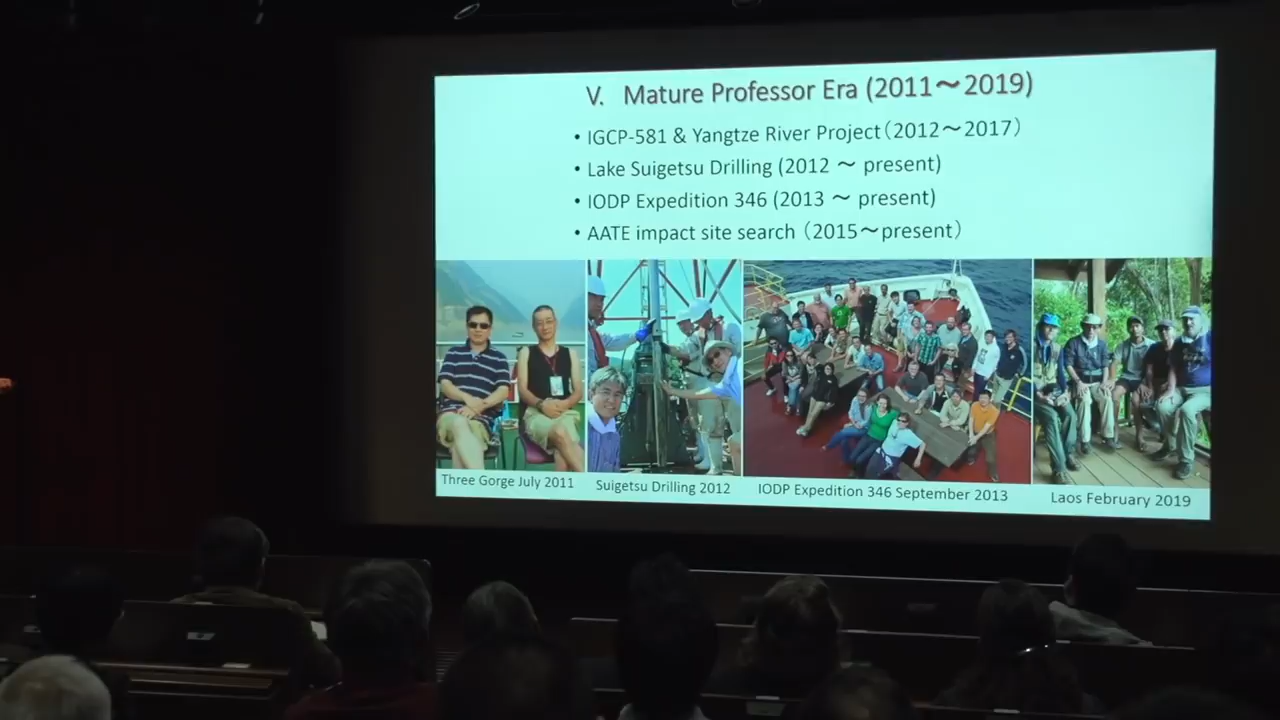 V. Mature Professor Era (2011～2019)
• IGCP-581 & Yangtze River Project（2012～2017）
• Lake Suigetsu Drilling (2012 ～ present)
• IODP Expedition 346 (2013 ～ present)
• AATE impact site search（2015～present）
Three Gorge July 2011
Suigetsu Drilling 2012
IODP Expedition 346 September 2013
Laos February 2019